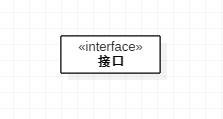 «interface»
接口